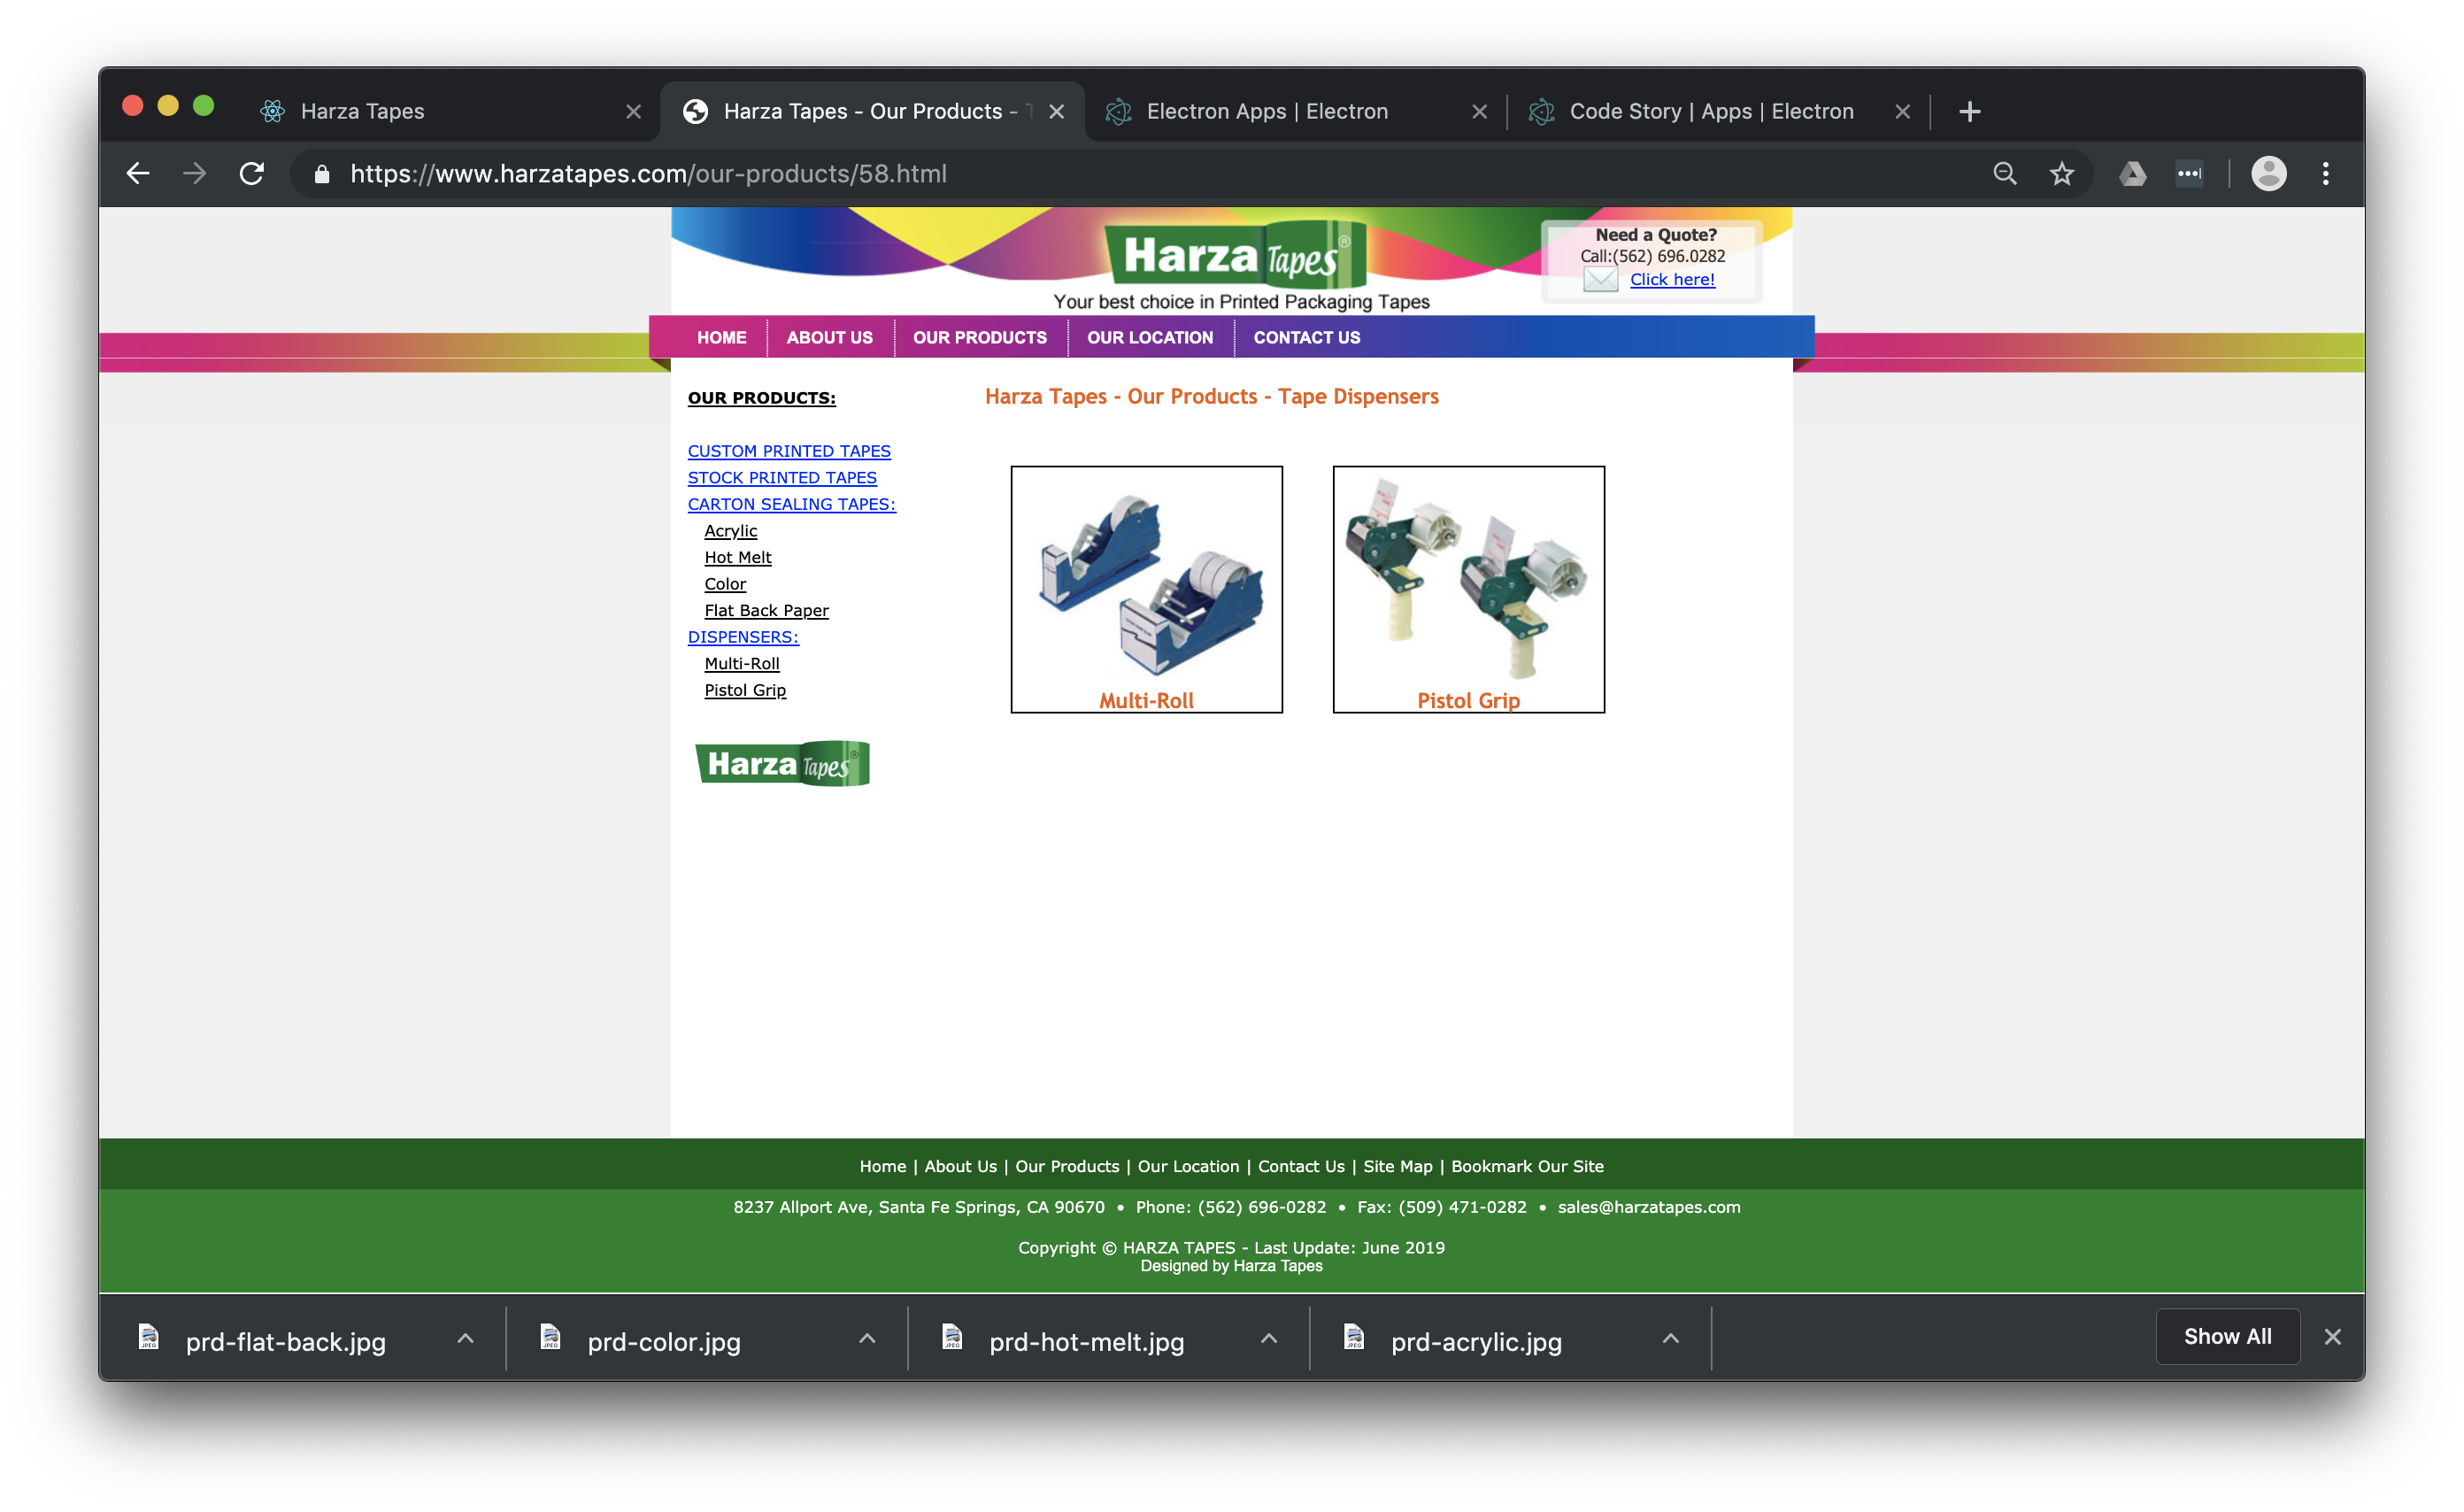 Harza Tapes
Harza Tapes - Our Products -
Electron Apps | Electron
Code Story | Apps | Electron
https://www.harzatapes.com/our-products/58.html
Harza Tapes®
Your best choice in Printed Packaging Tapes
Need a Quote?
Call:(562) 696.0282
Click here!
HOME
ABOUT US
OUR PRODUCTS
OUR LOCATION
CONTACT US
OUR PRODUCTS:
CUSTOM PRINTED TAPES
STOCK PRINTED TAPES
CARTON SEALING TAPES:
Acrylic
Hot Melt
Color
Flat Back Paper
DISPENSERS:
Multi-Roll
Pistol Grip
Harza Tapes®
Harza Tapes - Our Products - Tape Dispensers
Multi-Roll
Pistol Grip
Home | About Us | Our Products | Our Location | Contact Us | Site Map | Bookmark Our Site
8237 Allport Ave, Santa Fe Springs, CA 90670 • Phone: (562) 696-0282 • Fax: (509) 471-0282 • sales@harzatapes.com
Copyright © HARZA TAPES - Last Update: June 2019
Designed by Harza Tapes
prd-flat-back.jpg
prd-color.jpg
prd-hot-melt.jpg
prd-acrylic.jpg
Show All